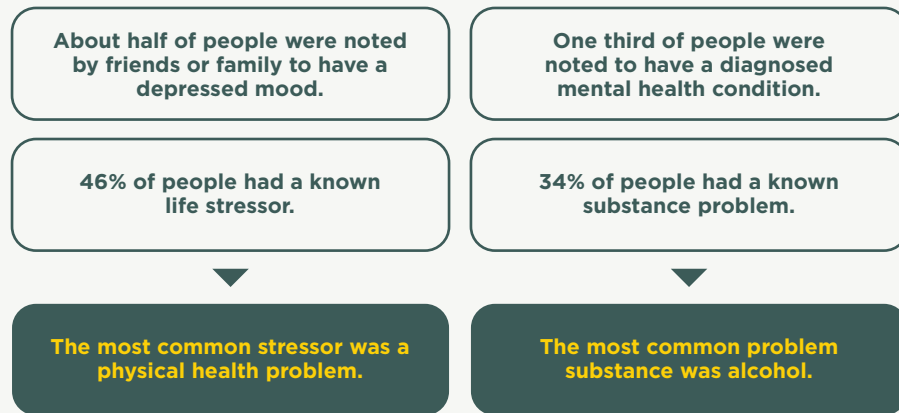 About half of people were noted
by friends or family to have a
depressed mood.
One third of people were
noted to have a diagnosed
mental health condition.
46% of people had a known
life stressor.
34% of people had a known
substance problem.
The most common stressor was a
physical health problem.
The most common problem
substance was alcohol.